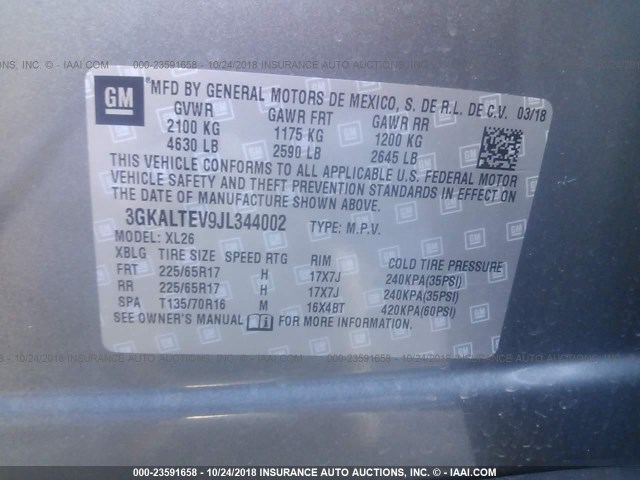 000-23591658 - 10/24/2018 INSURANCE AUTO AUCTIONS, INC. - © IAAI.COM
GM
®MFD BY GENERAL MOTORS DE MEXICO, S. DE R.L. DE C.V. 03/18
GVWR GAWR FRT GAWR RR
2100 KG 1175 KG 1200 KG
4630 LB 2590 LB 2645 LB
THIS VEHICLE CONFORMS TO ALL APPLICABLE U.S. FEDERAL MOTOR
VEHICLE SAFETY AND THEFT PREVENTION STANDARDS IN EFFECT ON
THE DATE OF MANUFACTURE SHOWN ABOVE.
3GKALTEV9JL344002 TYPE: M.P.V.
MODEL: XL26
XBLG TIRE SIZE SPEED RTG RIM COLD TIRE PRESSURE
FRT 225/65R17 H 17X7J 240KPA(35PSI)
RR 225/65R17 H 17X7J 240KPA(35PSI)
SPA T135/70R16 M 16X4BT 420KPA(60PSI)
SEE OWNER'S MANUAL FOR MORE INFORMATION.
000-23591658 - 10/24/2018 INSURANCE AUTO AUCTIONS, INC. - © IAAI.COM